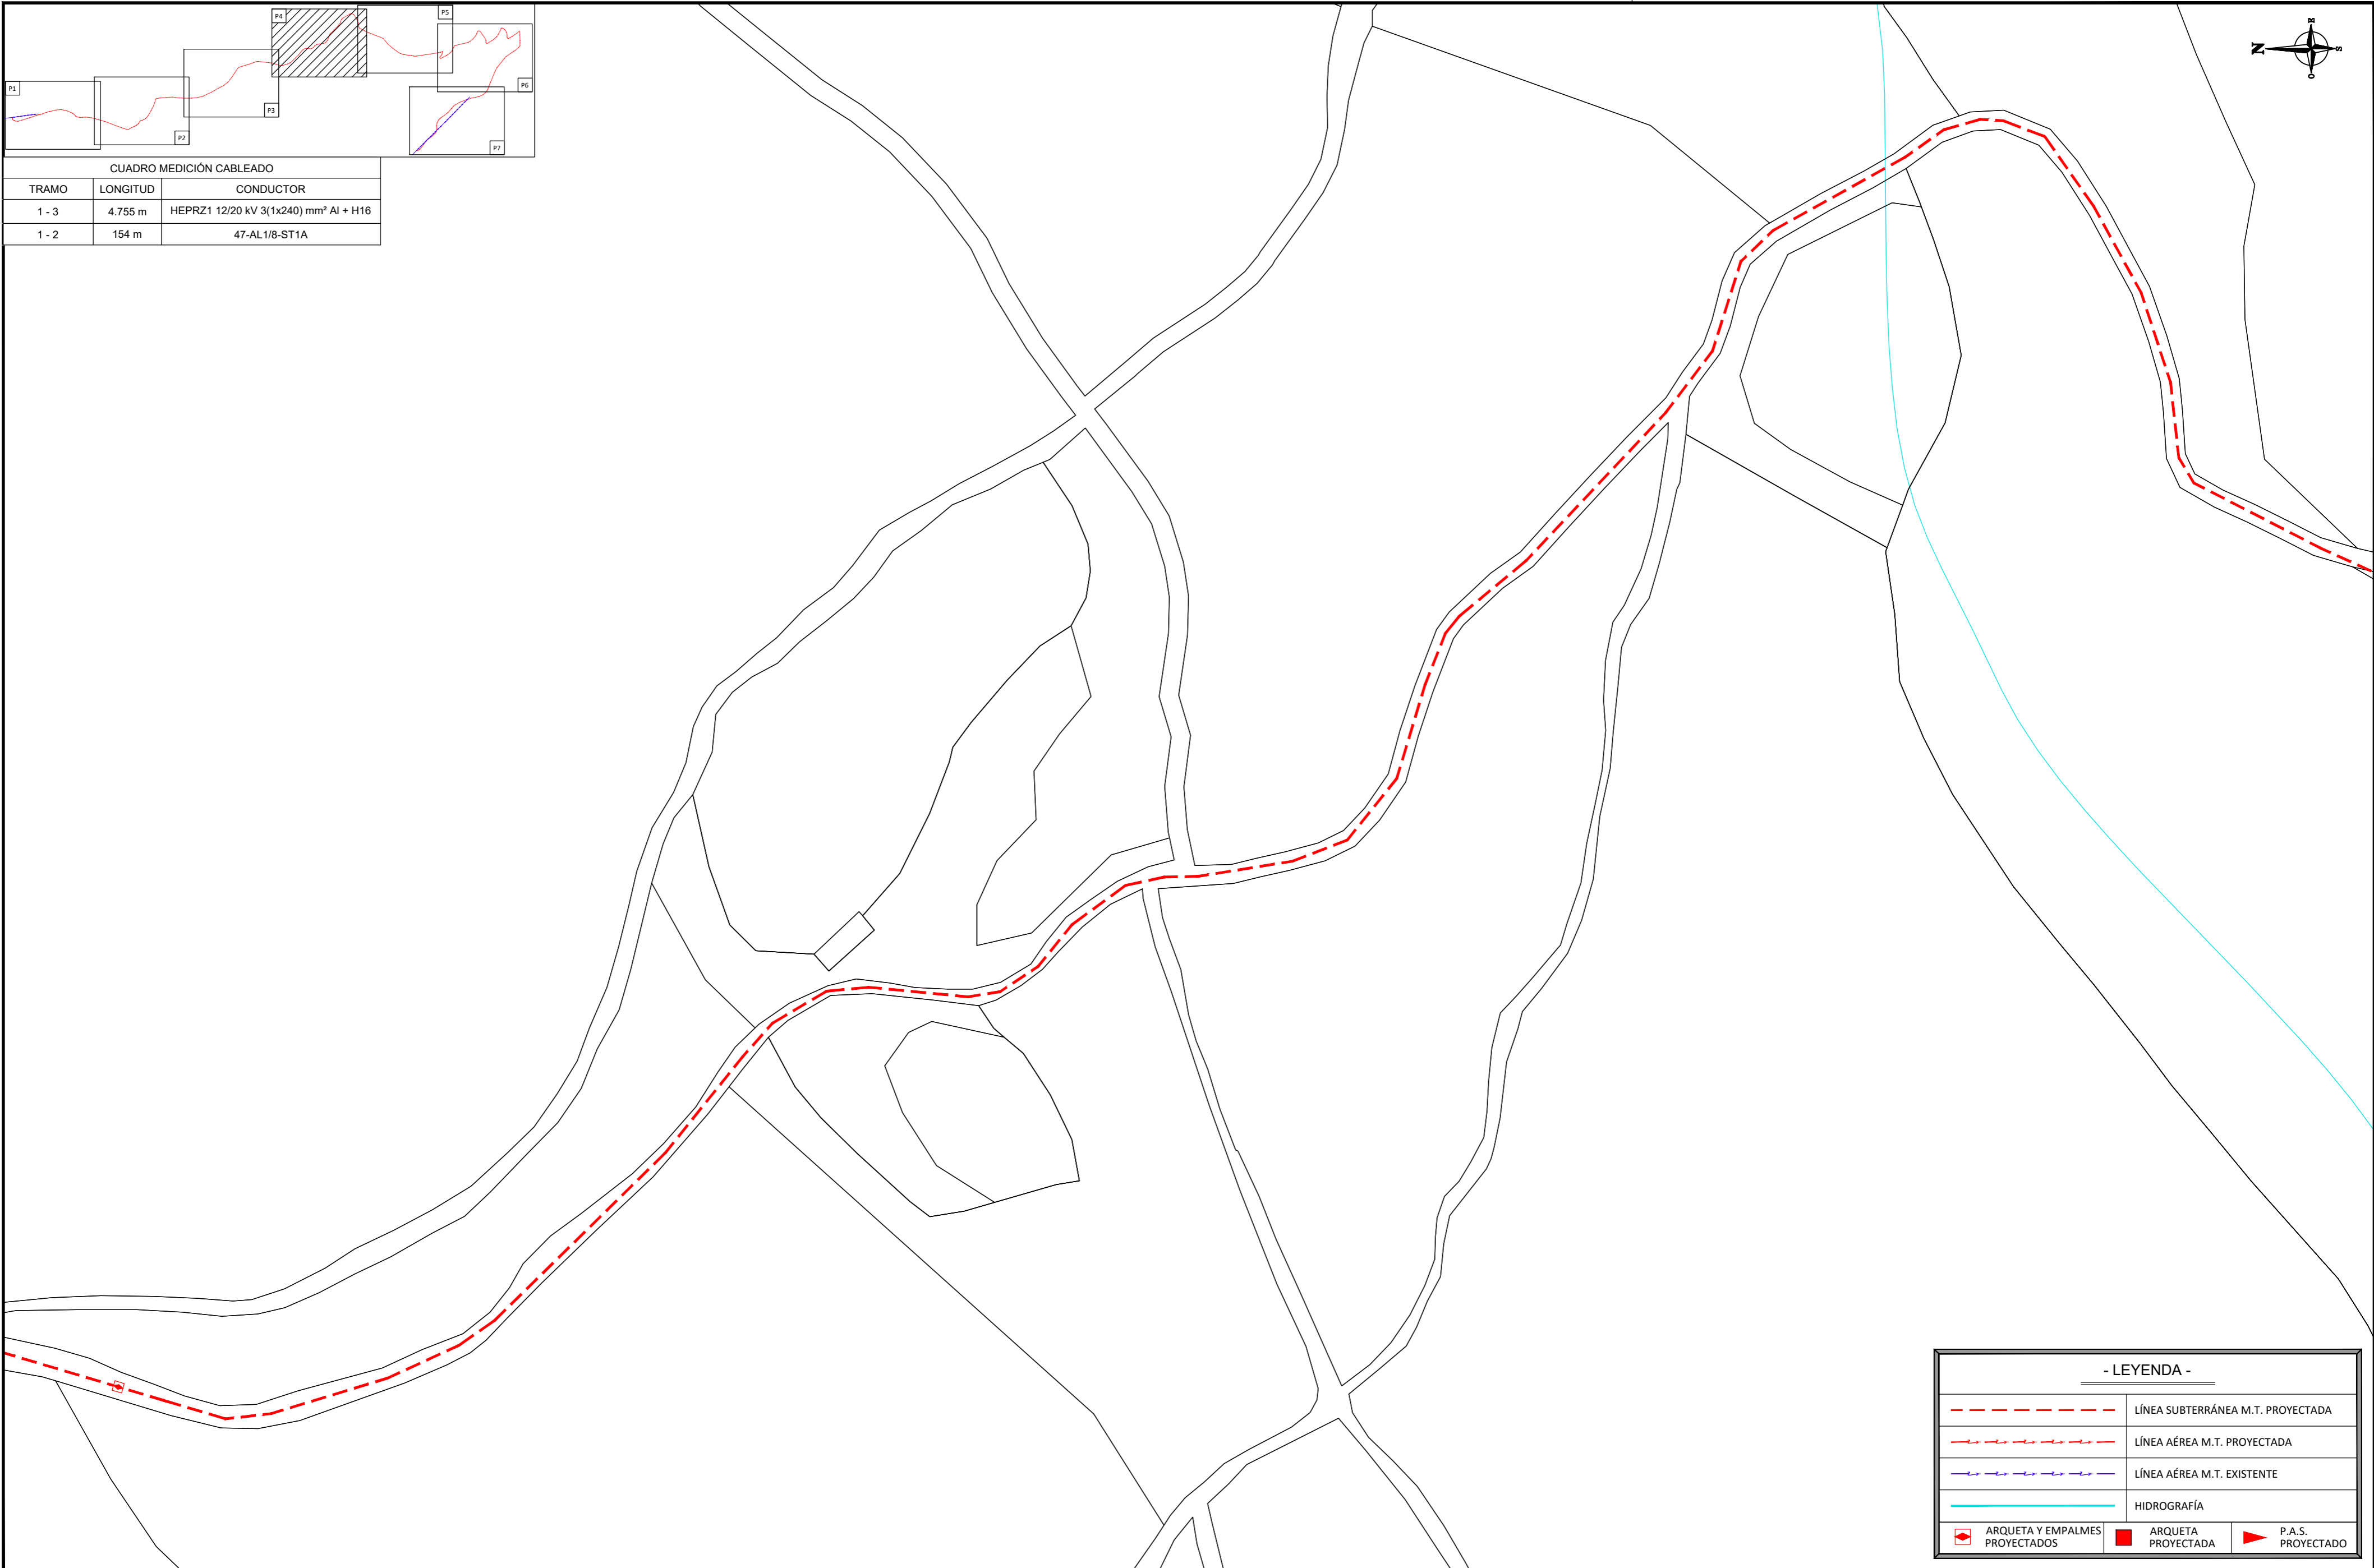 P4
P5
P1
P6
P3
P2
P7
N
E
S
O
CUADRO MEDICIÓN CABLEADO
TRAMO LONGITUD CONDUCTOR
1 - 3 4.755 m HEPRZ1 12/20 kV 3(1x240) mm² Al + H16
1 - 2 154 m 47-AL1/8-ST1A
- LEYENDA -
LÍNEA SUBTERRÁNEA M.T. PROYECTADA
LÍNEA AÉREA M.T. PROYECTADA
LÍNEA AÉREA M.T. EXISTENTE
HIDROGRAFÍA
ARQUETA Y EMPALMES
PROYECTADOS
ARQUETA
PROYECTADA
P.A.S.
PROYECTADO